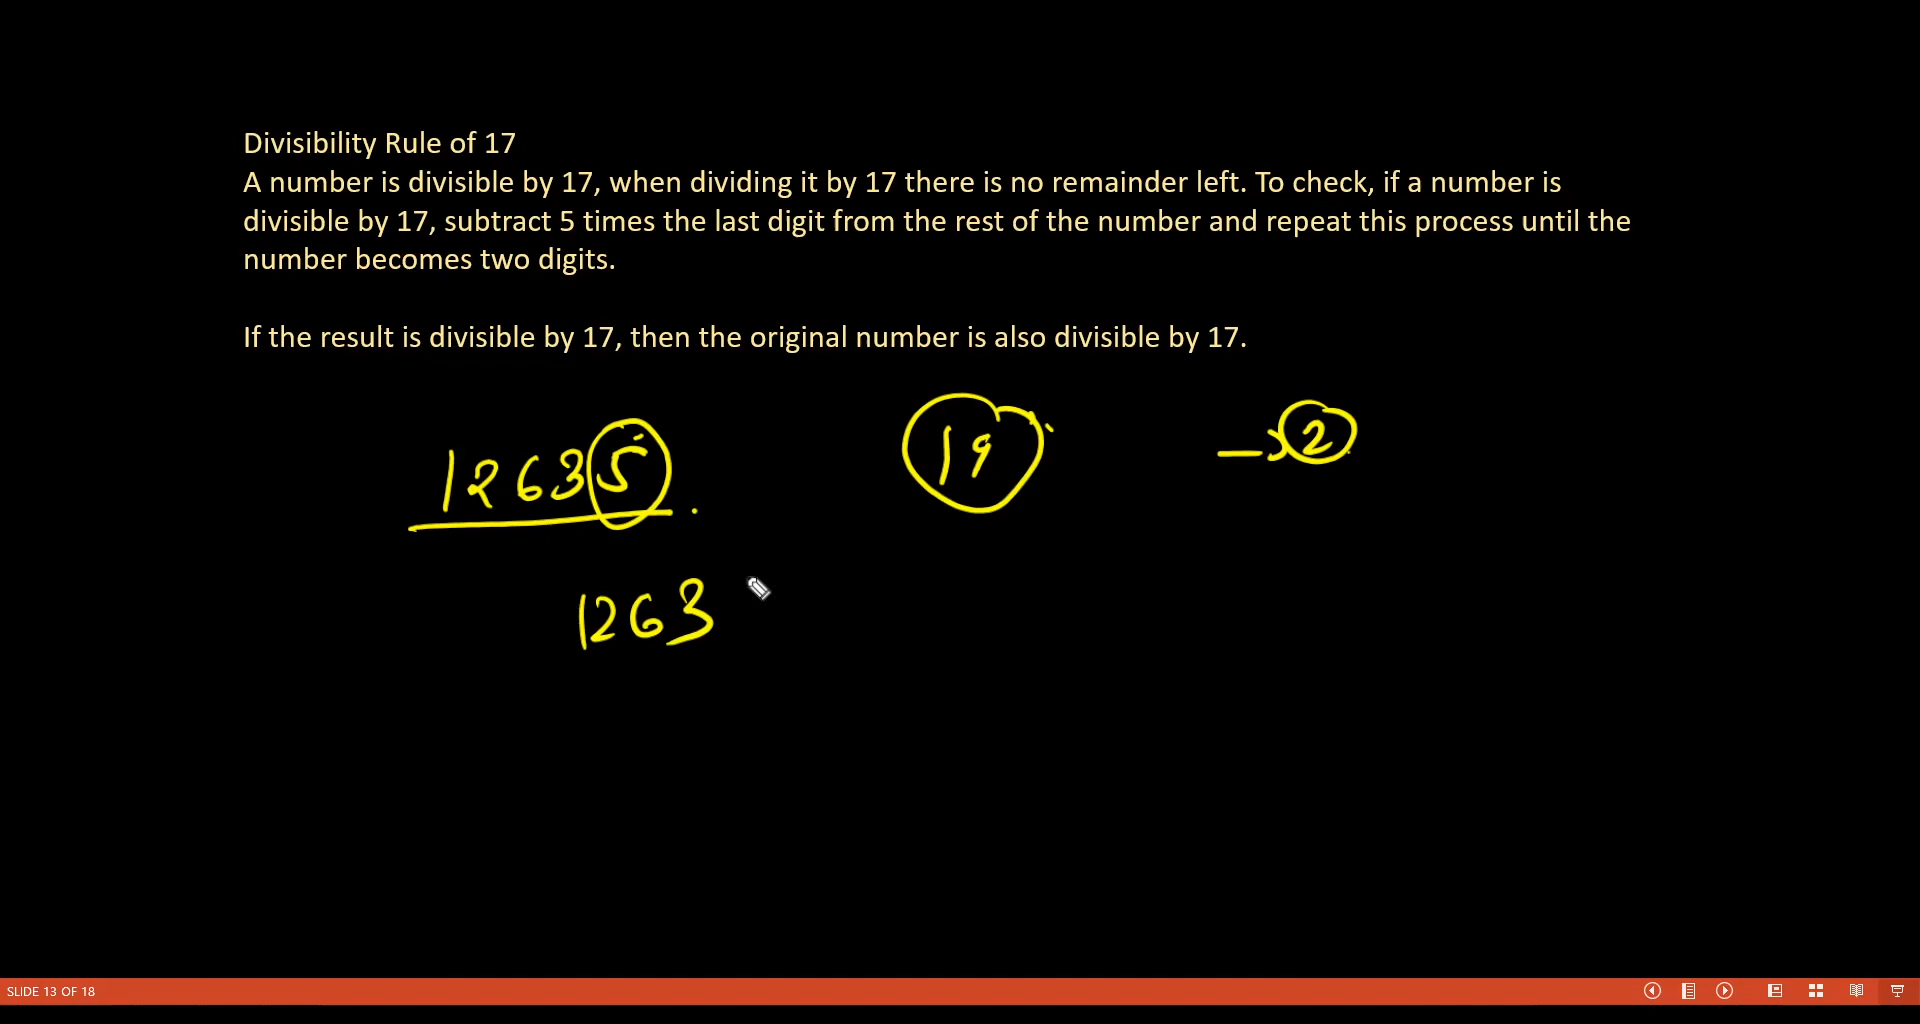 Divisibility Rule of 17
A number is divisible by 17, when dividing it by 17 there is no remainder left. To check, if a number is
divisible by 17, subtract 5 times the last digit from the rest of the number and repeat this process until the
number becomes two digits.
If the result is divisible by 17, then the original number is also divisible by 17.
12635 19 → 2
1263
SLIDE 13 OF 18